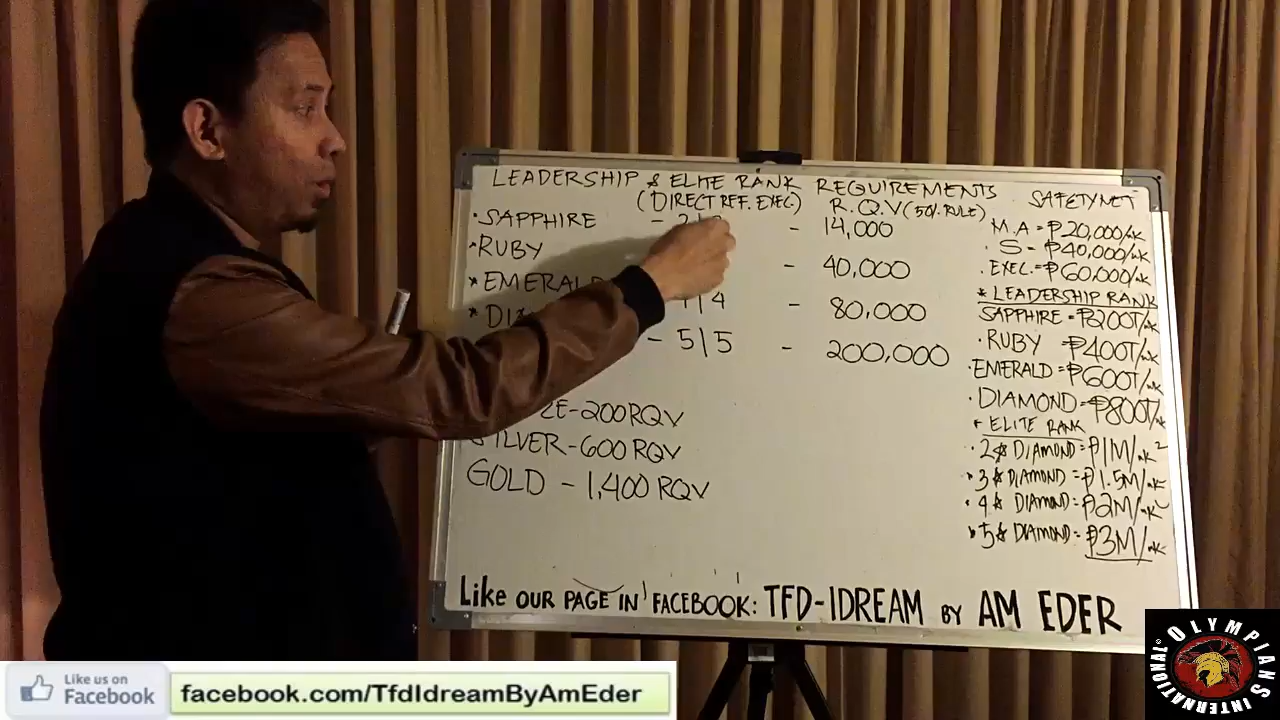 LEADERSHIP & ELITE RANK REQUIREMENTS
(DIRECT REF. EXEC.) R.Q.V (50% RULE)
• SAPPHIRE - 14,000
• RUBY - 40,000
* EMERALD - 80,000
- 5|5 - 200,000
-200 RQV
SILVER-600 RQV
GOLD - 1,400 RQV
SAFETYNET
M.A = ₱20,000/wk
• S = ₱40,000/wk
• EXEC. = ₱60,000/wk
* LEADERSHIP RANK
SAPPHIRE = ₱200T/wk
• RUBY = ₱400T/wk
• EMERALD = ₱600T/wk
• DIAMOND = ₱800T/wk
* ELITE RANK
• 2☆ DIAMOND = ₱1M/wk
• 3☆ DIAMOND = ₱1.5M/wk
• 4☆ DIAMOND = ₱2M/wk
• 5☆ DIAMOND = ₱3M/wk
Like OUR PAGE IN FACEBOOK: TFD-IDREAM BY AM EDER
Like us on
Facebook
facebook.com/TfdIdreamByAmEder
OLYMPIANS INTERNATIONAL